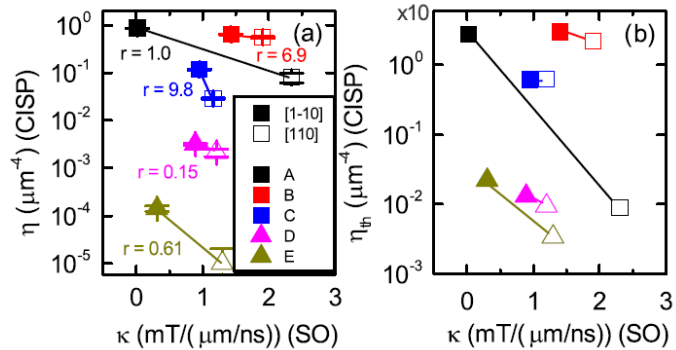 10^0
10^-1
10^-2
10^-3
10^-4
10^-5
η (μm^-4) (CISP)
(a)
r = 1.0
r = 6.9
r = 9.8
r = 0.15
r = 0.61
[1-10]
[110]
A
B
C
D
E
0 1 2 3
κ (mT/( μm/ns)) (SO)
x10
10^0
10^-1
10^-2
10^-3
η_th (μm^-4) (CISP)
(b)
0 1 2 3
κ (mT/( μm/ns)) (SO)